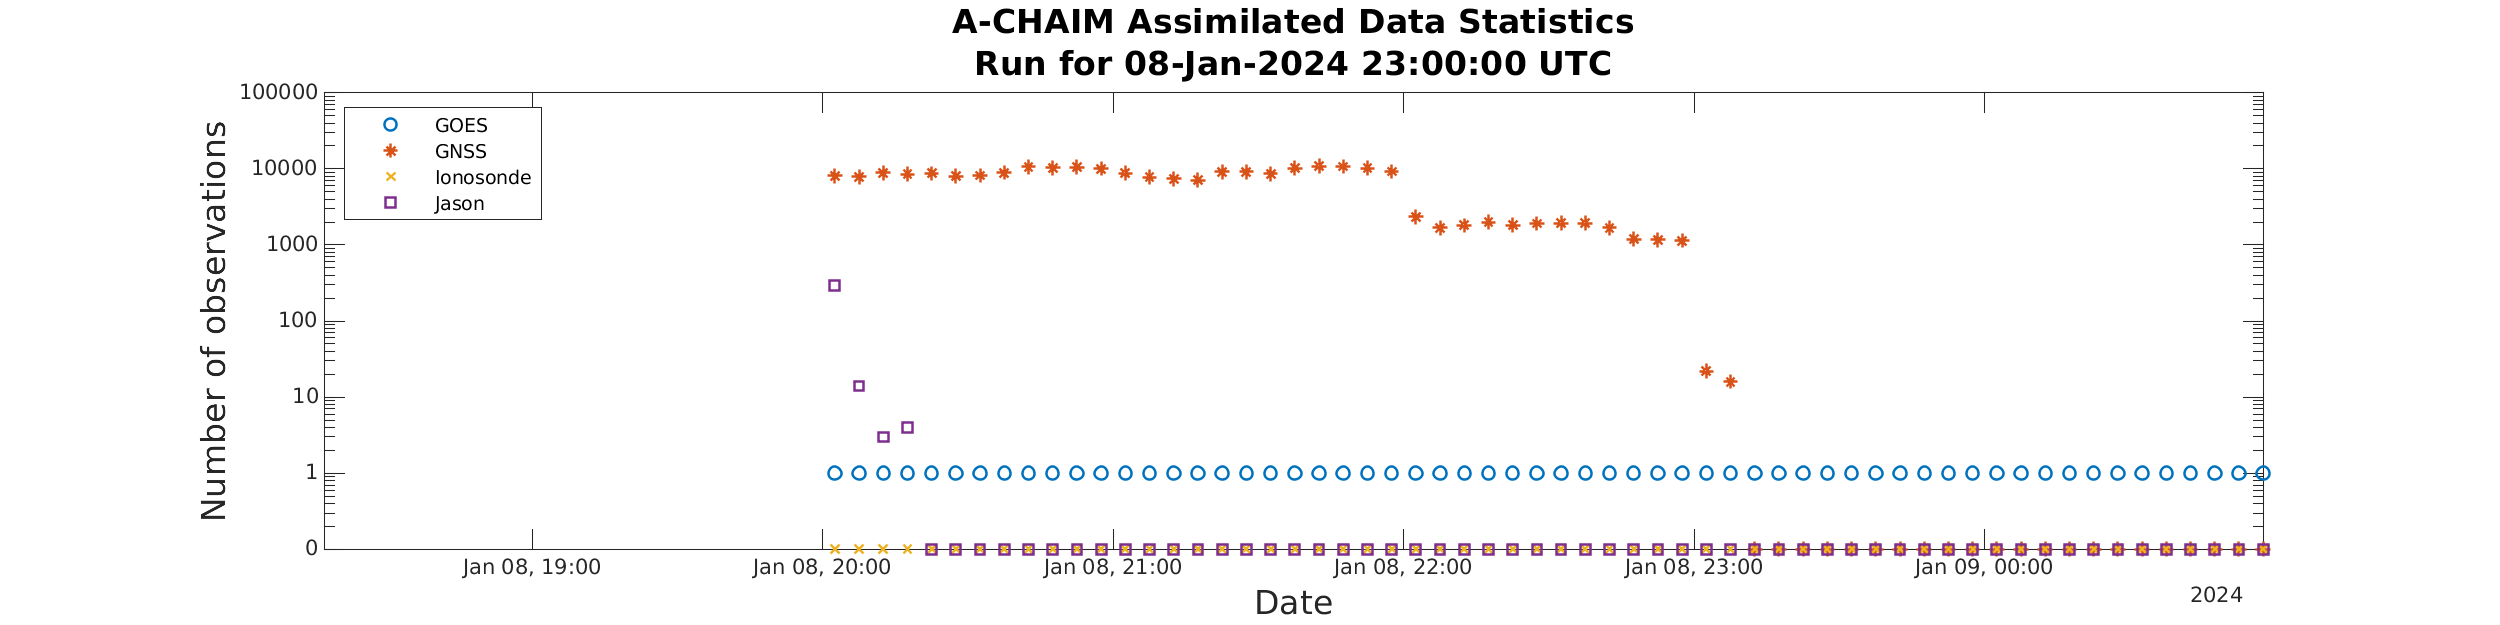 A-CHAIM Assimilated Data Statistics
Run for 08-Jan-2024 23:00:00 UTC
Number of observations
100000
10000
1000
100
10
1
0
GOES
GNSS
Ionosonde
Jason
Jan 08, 19:00
Jan 08, 20:00
Jan 08, 21:00
Jan 08, 22:00
Jan 08, 23:00
Jan 09, 00:00
2024
Date